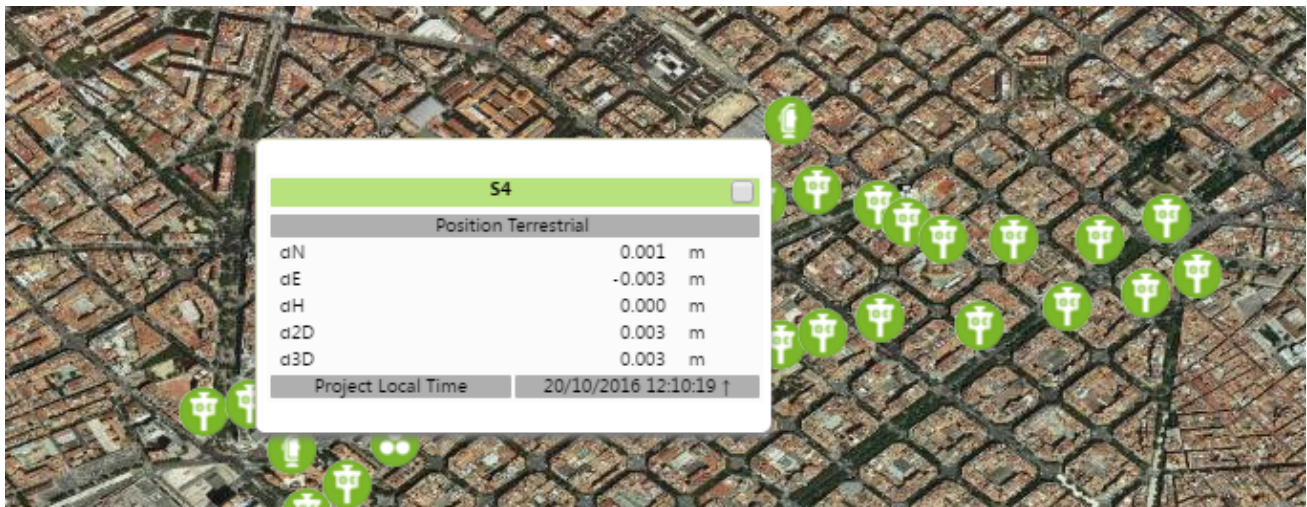 S4
Position Terrestrial
dN 0.001 m
dE -0.003 m
dH 0.000 m
d2D 0.003 m
d3D 0.003 m
Project Local Time 20/10/2016 12:10:19 ↑